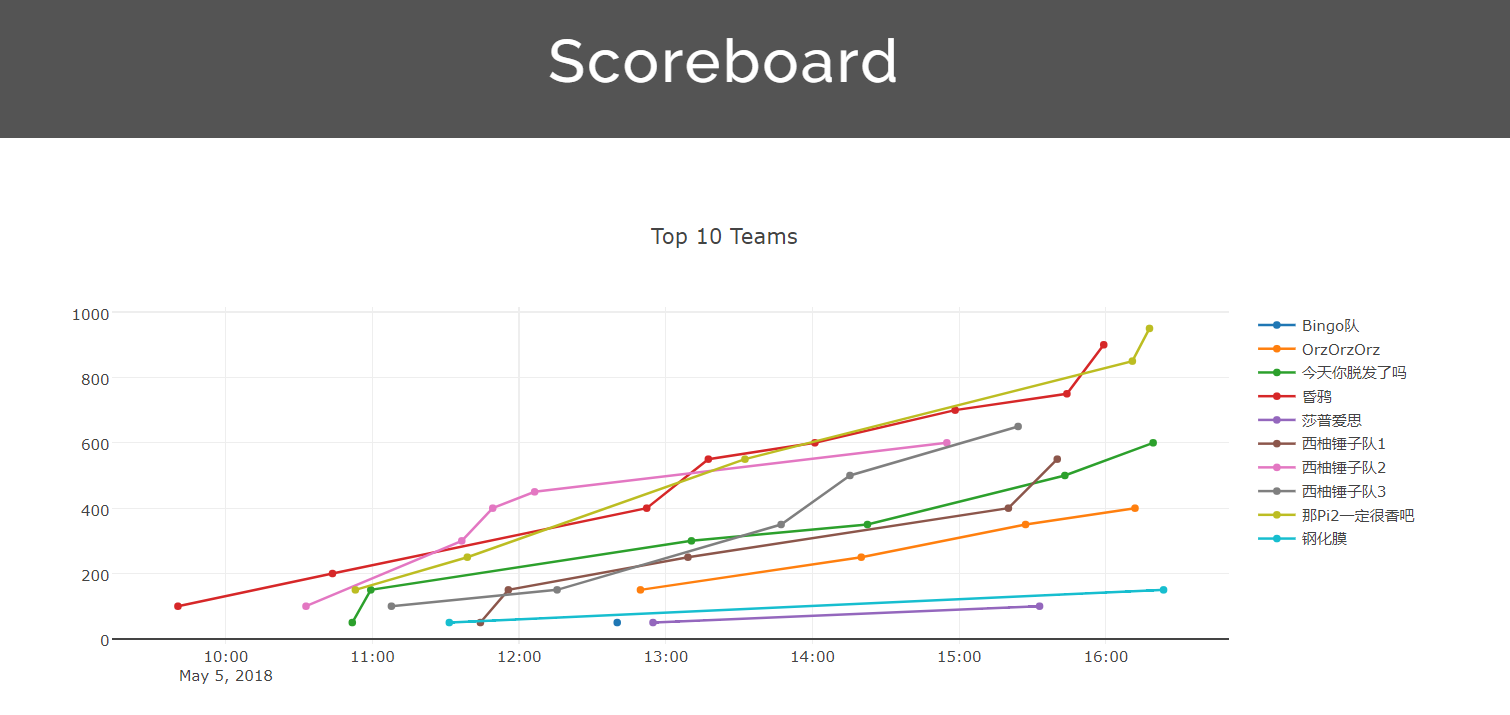 Scoreboard
Top 10 Teams
1000
800
600
400
200
0
10:00 11:00 12:00 13:00 14:00 15:00 16:00
May 5, 2018
Bingo队
OrzOrzOrz
今天你脱发了吗
昏鸦
莎普爱思
西柚锤子队1
西柚锤子队2
西柚锤子队3
那Pi2一定很香吧
钢化膜